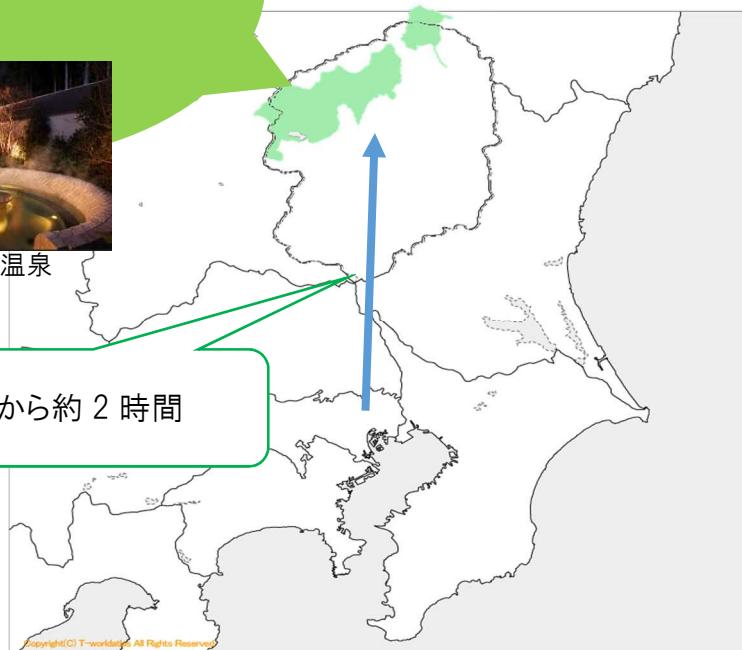 温泉
から約 2 時間
Copyright(C) T-worldatlas All Rights Reserved